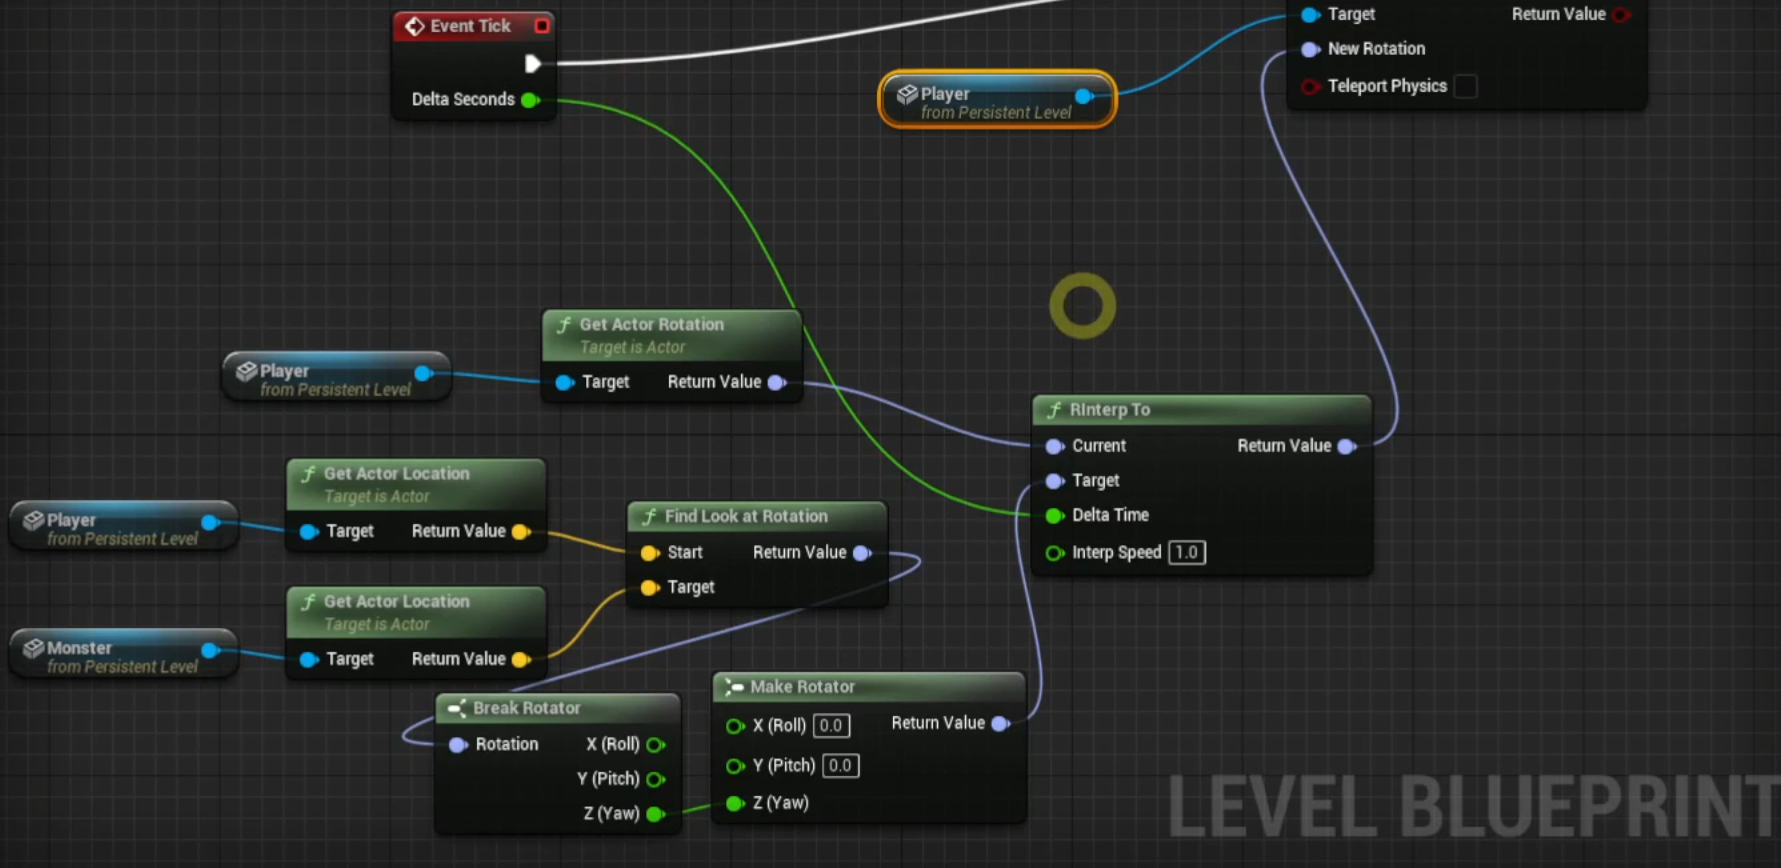 Event Tick
Delta Seconds
Player
from Persistent Level
Target
Return Value
New Rotation
Teleport Physics
Get Actor Rotation
Target is Actor
Player
from Persistent Level
Target
Return Value
RInterp To
Current
Return Value
Target
Delta Time
Interp Speed 1.0
Get Actor Location
Target is Actor
Player
from Persistent Level
Target
Return Value
Find Look at Rotation
Start
Return Value
Target
Get Actor Location
Target is Actor
Monster
from Persistent Level
Target
Return Value
Break Rotator
Rotation
X (Roll)
Y (Pitch)
Z (Yaw)
Make Rotator
X (Roll) 0.0
Return Value
Y (Pitch) 0.0
Z (Yaw)
LEVEL BLUEPRINT